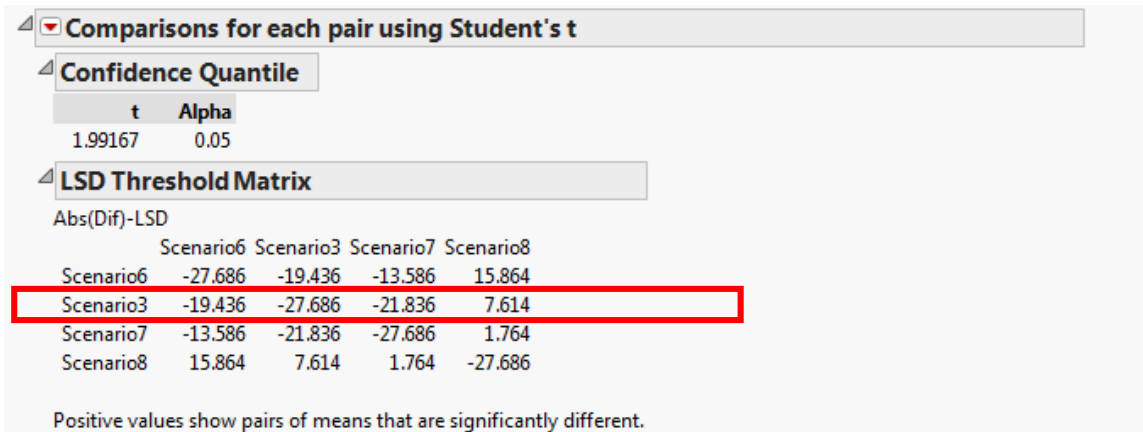 Comparisons for each pair using Student's t
Confidence Quantile
t Alpha
1.99167 0.05
LSD Threshold Matrix
Abs(Dif)-LSD
Scenario6 Scenario3 Scenario7 Scenario8
Scenario6 -27.686 -19.436 -13.586 15.864
Scenario3 -19.436 -27.686 -21.836 7.614
Scenario7 -13.586 -21.836 -27.686 1.764
Scenario8 15.864 7.614 1.764 -27.686
Positive values show pairs of means that are significantly different.